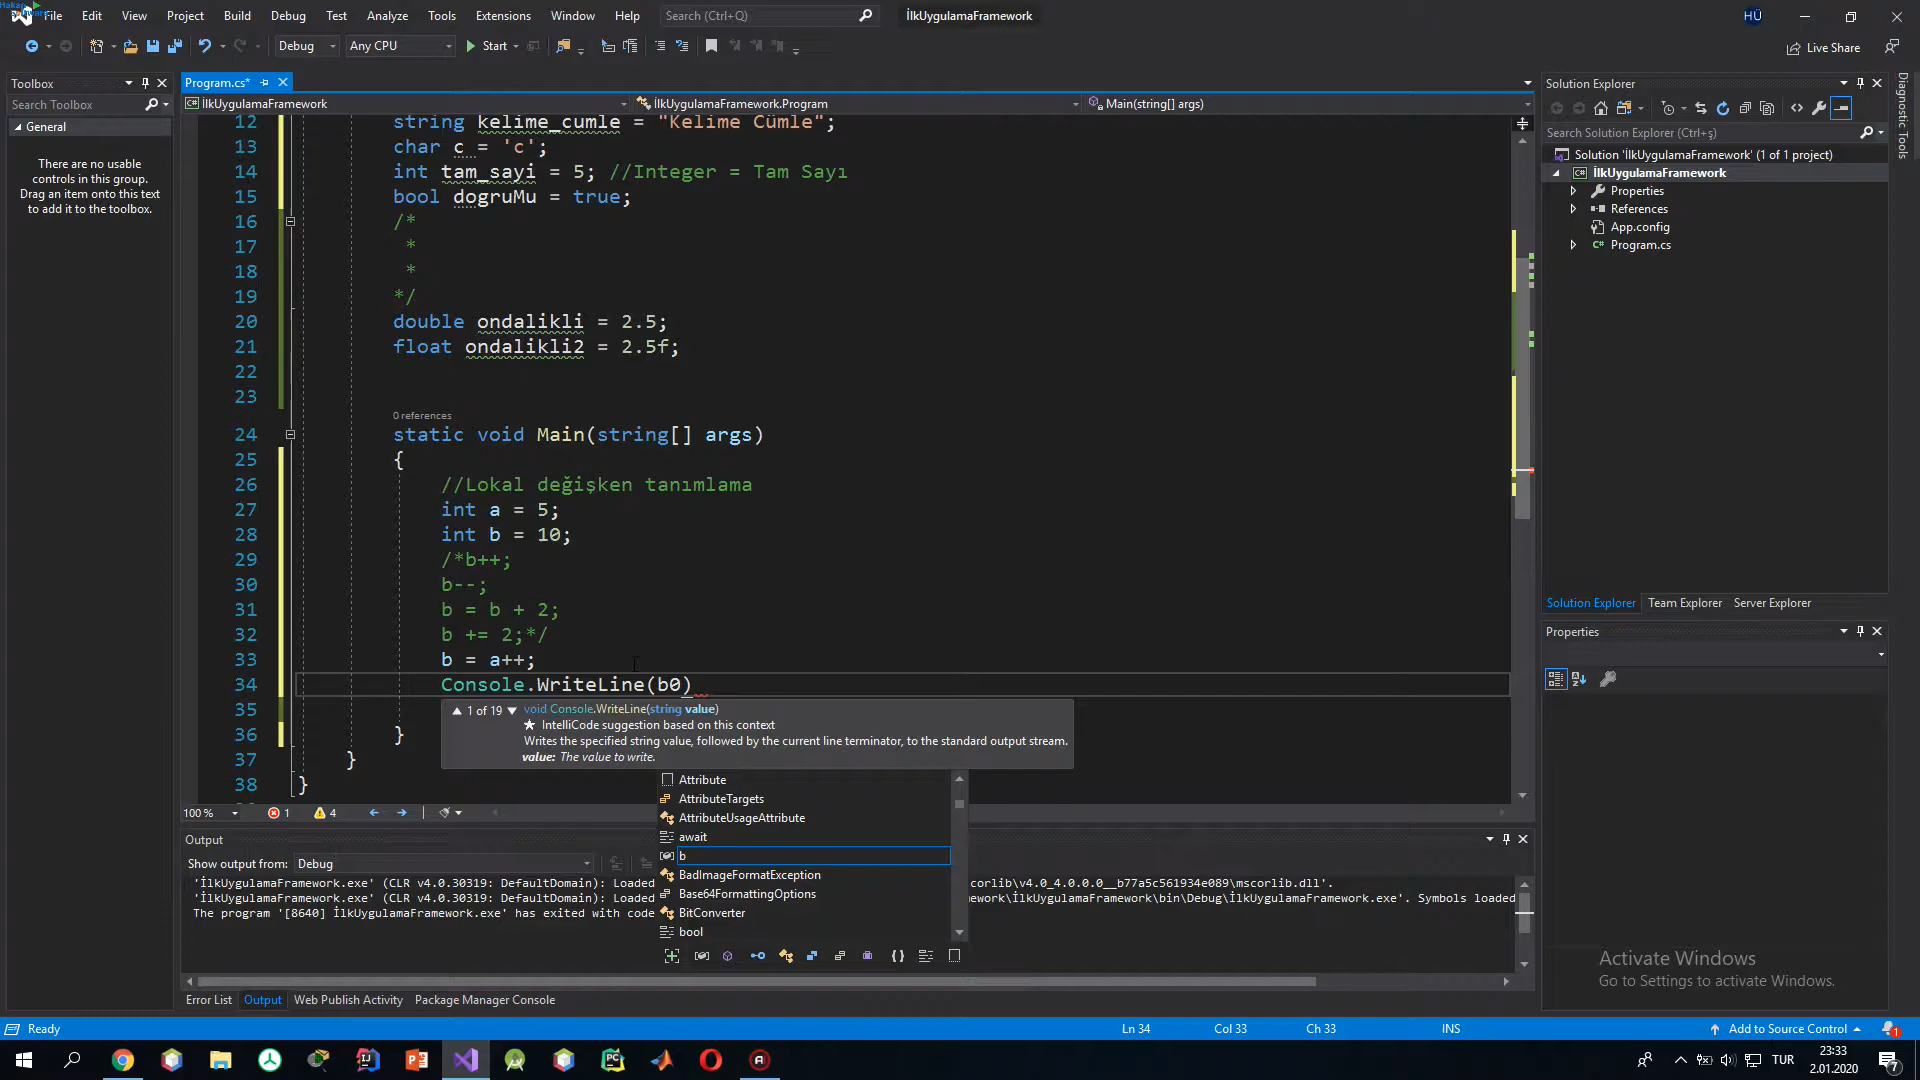 File Edit View Project Build Debug Test Analyze Tools Extensions Window Help Search (Ctrl+Q) İlkUygulamaFramework HÜ
Debug Any CPU Start Live Share
Toolbox
Search Toolbox
General
There are no usable
controls in this group.
Drag an item onto this text
to add it to the toolbox.
Program.cs*
İlkUygulamaFramework İlkUygulamaFramework.Program Main(string[] args)
12 string kelime_cumle = "Kelime Cümle";
13 char c = 'c';
14 int tam_sayi = 5; //Integer = Tam Sayı
15 bool dogruMu = true;
16 /*
17 *
18 *
19 */
20 double ondalikli = 2.5;
21 float ondalikli2 = 2.5f;
22
23
0 references
24 static void Main(string[] args)
25 {
26 //Lokal değişken tanımlama
27 int a = 5;
28 int b = 10;
29 /*b++;
30 b--;
31 b = b + 2;
32 b += 2;*/
33 b = a++;
34 Console.WriteLine(b0)
35
36 }
37 }
38 }
1 of 19 void Console.WriteLine(string value)
IntelliCode suggestion based on this context
Writes the specified string value, followed by the current line terminator, to the standard output stream.
value: The value to write.
Attribute
AttributeTargets
AttributeUsageAttribute
await
b
BadImageFormatException
Base64FormattingOptions
BitConverter
bool
100 % 1 4
Output
Show output from: Debug
'İlkUygulamaFramework.exe' (CLR v4.0.30319: DefaultDomain): Loaded corlib\v4.0_4.0.0.0__b77a5c561934e089\mscorlib.dll'.
'İlkUygulamaFramework.exe' (CLR v4.0.30319: DefaultDomain): Loaded ework\İlkUygulamaFramework\bin\Debug\İlkUygulamaFramework.exe'. Symbols loaded
The program '[8640] İlkUygulamaFramework.exe' has exited with code
Error List Output Web Publish Activity Package Manager Console
Solution Explorer
Search Solution Explorer (Ctrl+ş)
Solution 'İlkUygulamaFramework' (1 of 1 project)
İlkUygulamaFramework
Properties
References
App.config
Program.cs
Solution Explorer Team Explorer Server Explorer
Properties
Diagnostic Tools
Activate Windows
Go to Settings to activate Windows.
Ready Ln 34 Col 33 Ch 33 INS Add to Source Control 1
TUR 23:33
2.01.2020 7